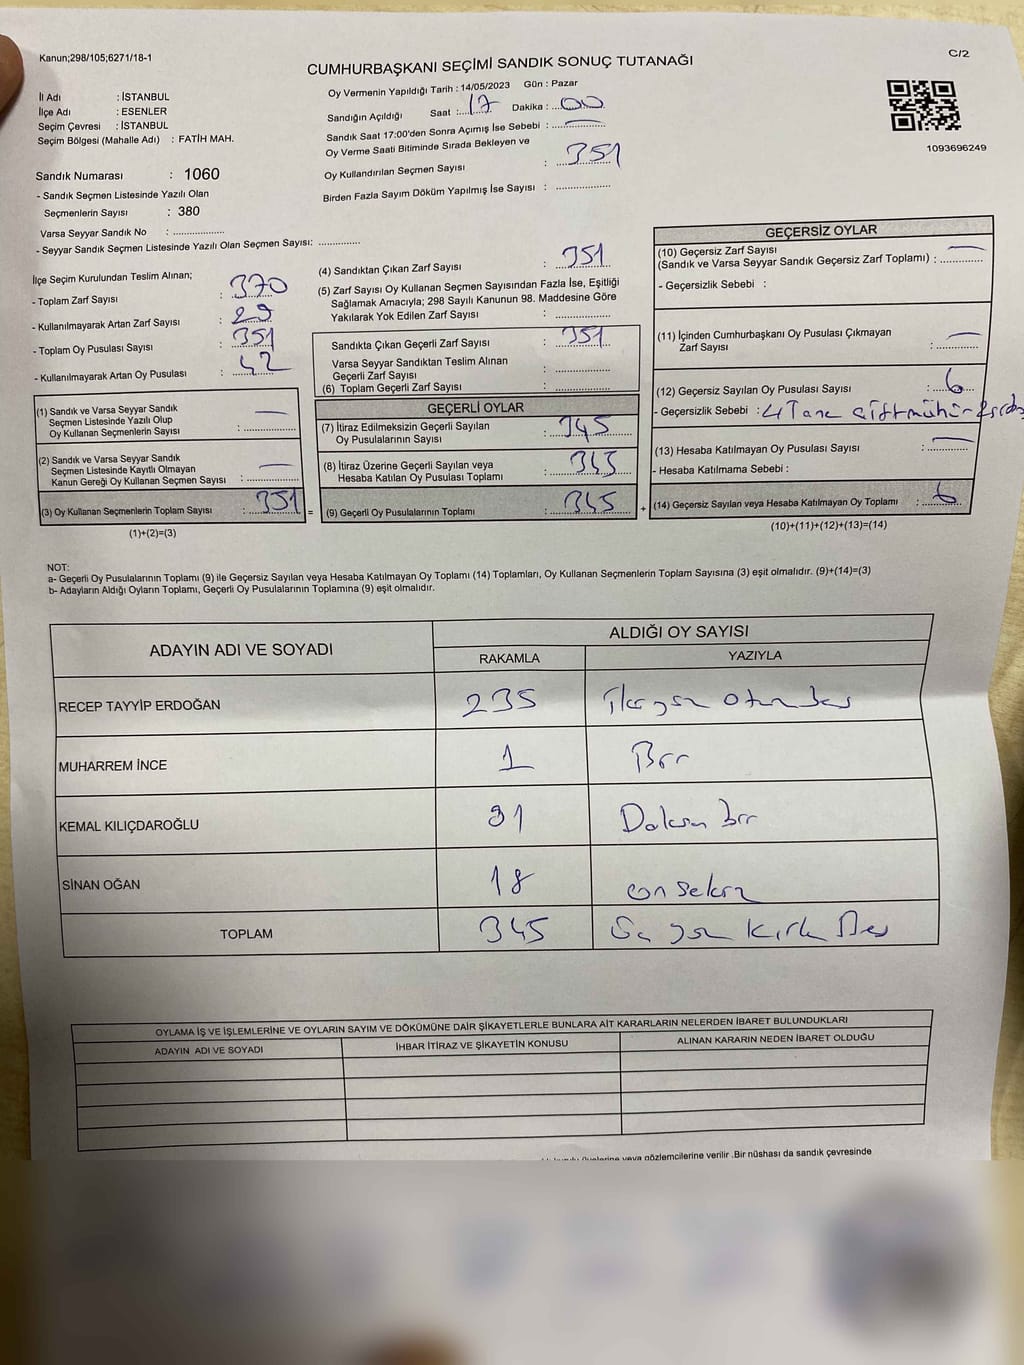 Kanun;298/105;6271/18-1
C/2
CUMHURBAŞKANI SEÇİMİ SANDIK SONUÇ TUTANAĞI
İl Adı : İSTANBUL
İlçe Adı : ESENLER
Seçim Çevresi : İSTANBUL
Seçim Bölgesi (Mahalle Adı) : FATİH MAH.
Oy Vermenin Yapıldığı Tarih : 14/05/2023 Gün : Pazar
Sandığın Açıldığı Saat : 17 Dakika : 00
Sandık Saat 17:00'den Sonra Açımış İse Sebebi : —
Oy Verme Saati Bitiminde Sırada Bekleyen ve
Oy Kullandırılan Seçmen Sayısı : 351
Birden Fazla Sayım Döküm Yapılmış İse Sayısı :
1093696249
Sandık Numarası : 1060
- Sandık Seçmen Listesinde Yazılı Olan
Seçmenlerin Sayısı : 380
Varsa Seyyar Sandık No :
- Seyyar Sandık Seçmen Listesinde Yazılı Olan Seçmen Sayısı:
İlçe Seçim Kurulundan Teslim Alınan;
- Toplam Zarf Sayısı : 370
- Kullanılmayarak Artan Zarf Sayısı : 29
- Toplam Oy Pusulası Sayısı : 351
- Kullanılmayarak Artan Oy Pusulası : 42
(1) Sandık ve Varsa Seyyar Sandık
Seçmen Listesinde Yazılı Olup
Oy Kullanan Seçmenlerin Sayısı : —
(2) Sandık ve Varsa Seyyar Sandık
Seçmen Listesinde Kayıtlı Olmayan
Kanun Gereği Oy Kullanan Seçmen Sayısı : —
(3) Oy Kullanan Seçmenlerin Toplam Sayısı : 351 =
(1)+(2)=(3)
(4) Sandıktan Çıkan Zarf Sayısı : 351
(5) Zarf Sayısı Oy Kullanan Seçmen Sayısından Fazla İse, Eşitliği
Sağlamak Amacıyla; 298 Sayılı Kanunun 98. Maddesine Göre
Yakılarak Yok Edilen Zarf Sayısı :
Sandıkta Çıkan Geçerli Zarf Sayısı : 351
Varsa Seyyar Sandıktan Teslim Alınan
Geçerli Zarf Sayısı :
(6) Toplam Geçerli Zarf Sayısı :
GEÇERLİ OYLAR
(7) İtiraz Edilmeksizin Geçerli Sayılan
Oy Pusulalarının Sayısı : 345
(8) İtiraz Üzerine Geçerli Sayılan veya
Hesaba Katılan Oy Pusulası Toplamı : 345
(9) Geçerli Oy Pusulalarının Toplamı : 345 +
GEÇERSİZ OYLAR
(10) Geçersiz Zarf Sayısı
(Sandık ve Varsa Seyyar Sandık Geçersiz Zarf Toplamı) : —
- Geçersizlik Sebebi :
(11) İçinden Cumhurbaşkanı Oy Pusulası Çıkmayan
Zarf Sayısı : —
(12) Geçersiz Sayılan Oy Pusulası Sayısı : 6
- Geçersizlik Sebebi : 4 Tane çift mühür
(13) Hesaba Katılmayan Oy Pusulası Sayısı : —
- Hesaba Katılmama Sebebi :
(14) Geçersiz Sayılan veya Hesaba Katılmayan Oy Toplamı : 6
(10)+(11)+(12)+(13)=(14)
NOT:
a- Geçerli Oy Pusulalarının Toplamı (9) ile Geçersiz Sayılan veya Hesaba Katılmayan Oy Toplamı (14) Toplamları, Oy Kullanan Seçmenlerin Toplam Sayısına (3) eşit olmalıdır. (9)+(14)=(3)
b- Adayların Aldığı Oyların Toplamı, Geçerli Oy Pusulalarının Toplamına (9) eşit olmalıdır.
ADAYIN ADI VE SOYADI
ALDIĞI OY SAYISI
RAKAMLA YAZIYLA
RECEP TAYYİP ERDOĞAN 235 İkiyüz otuz beş
MUHARREM İNCE 1 Bir
KEMAL KILIÇDAROĞLU 91 Doksan bir
SİNAN OĞAN 18 on sekiz
TOPLAM 345 Üç yüz kırk Beş
OYLAMA İŞ VE İŞLEMLERİNE VE OYLARIN SAYIM VE DÖKÜMÜNE DAİR ŞİKAYETLERLE BUNLARA AİT KARARLARIN NELERDEN İBARET BULUNDUKLARI
ADAYIN ADI VE SOYADI İHBAR İTİRAZ VE ŞİKAYETİN KONUSU ALINAN KARARIN NEDEN İBARET OLDUĞU
veya gözlemcilerine verilir .Bir nüshası da sandık çevresinde